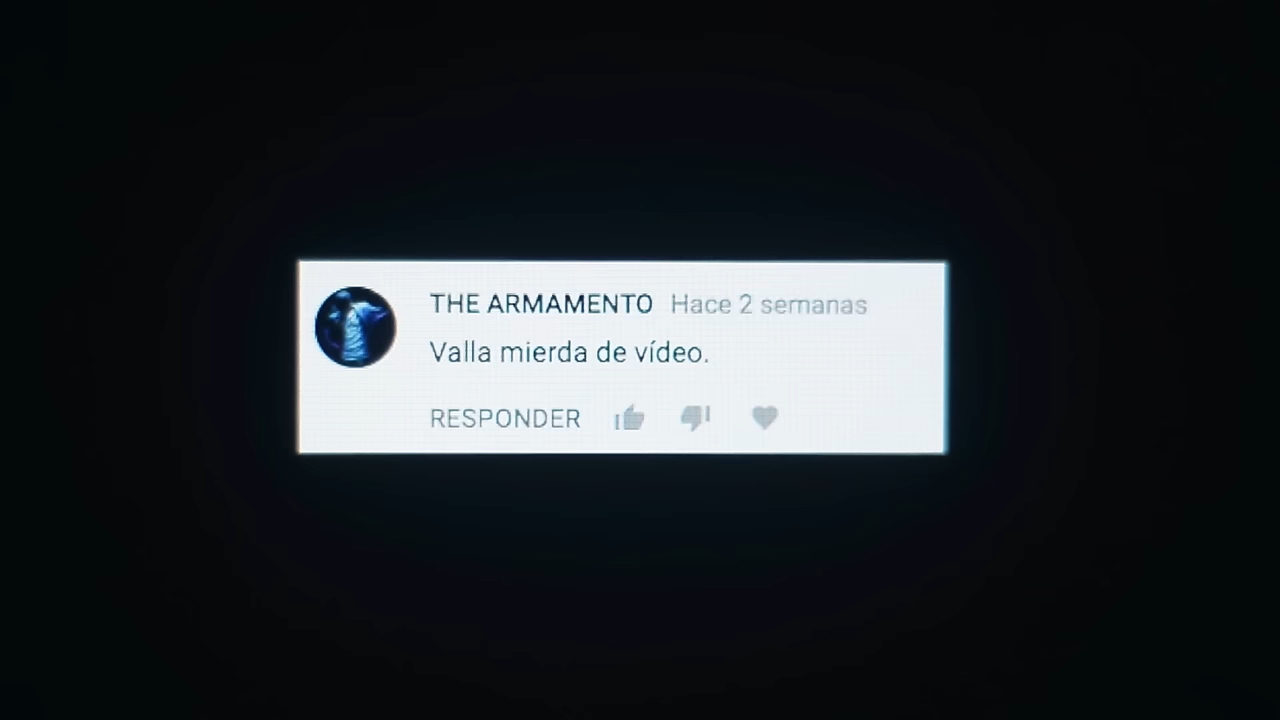 THE ARMAMENTO Hace 2 semanas
Valla mierda de vídeo.
RESPONDER